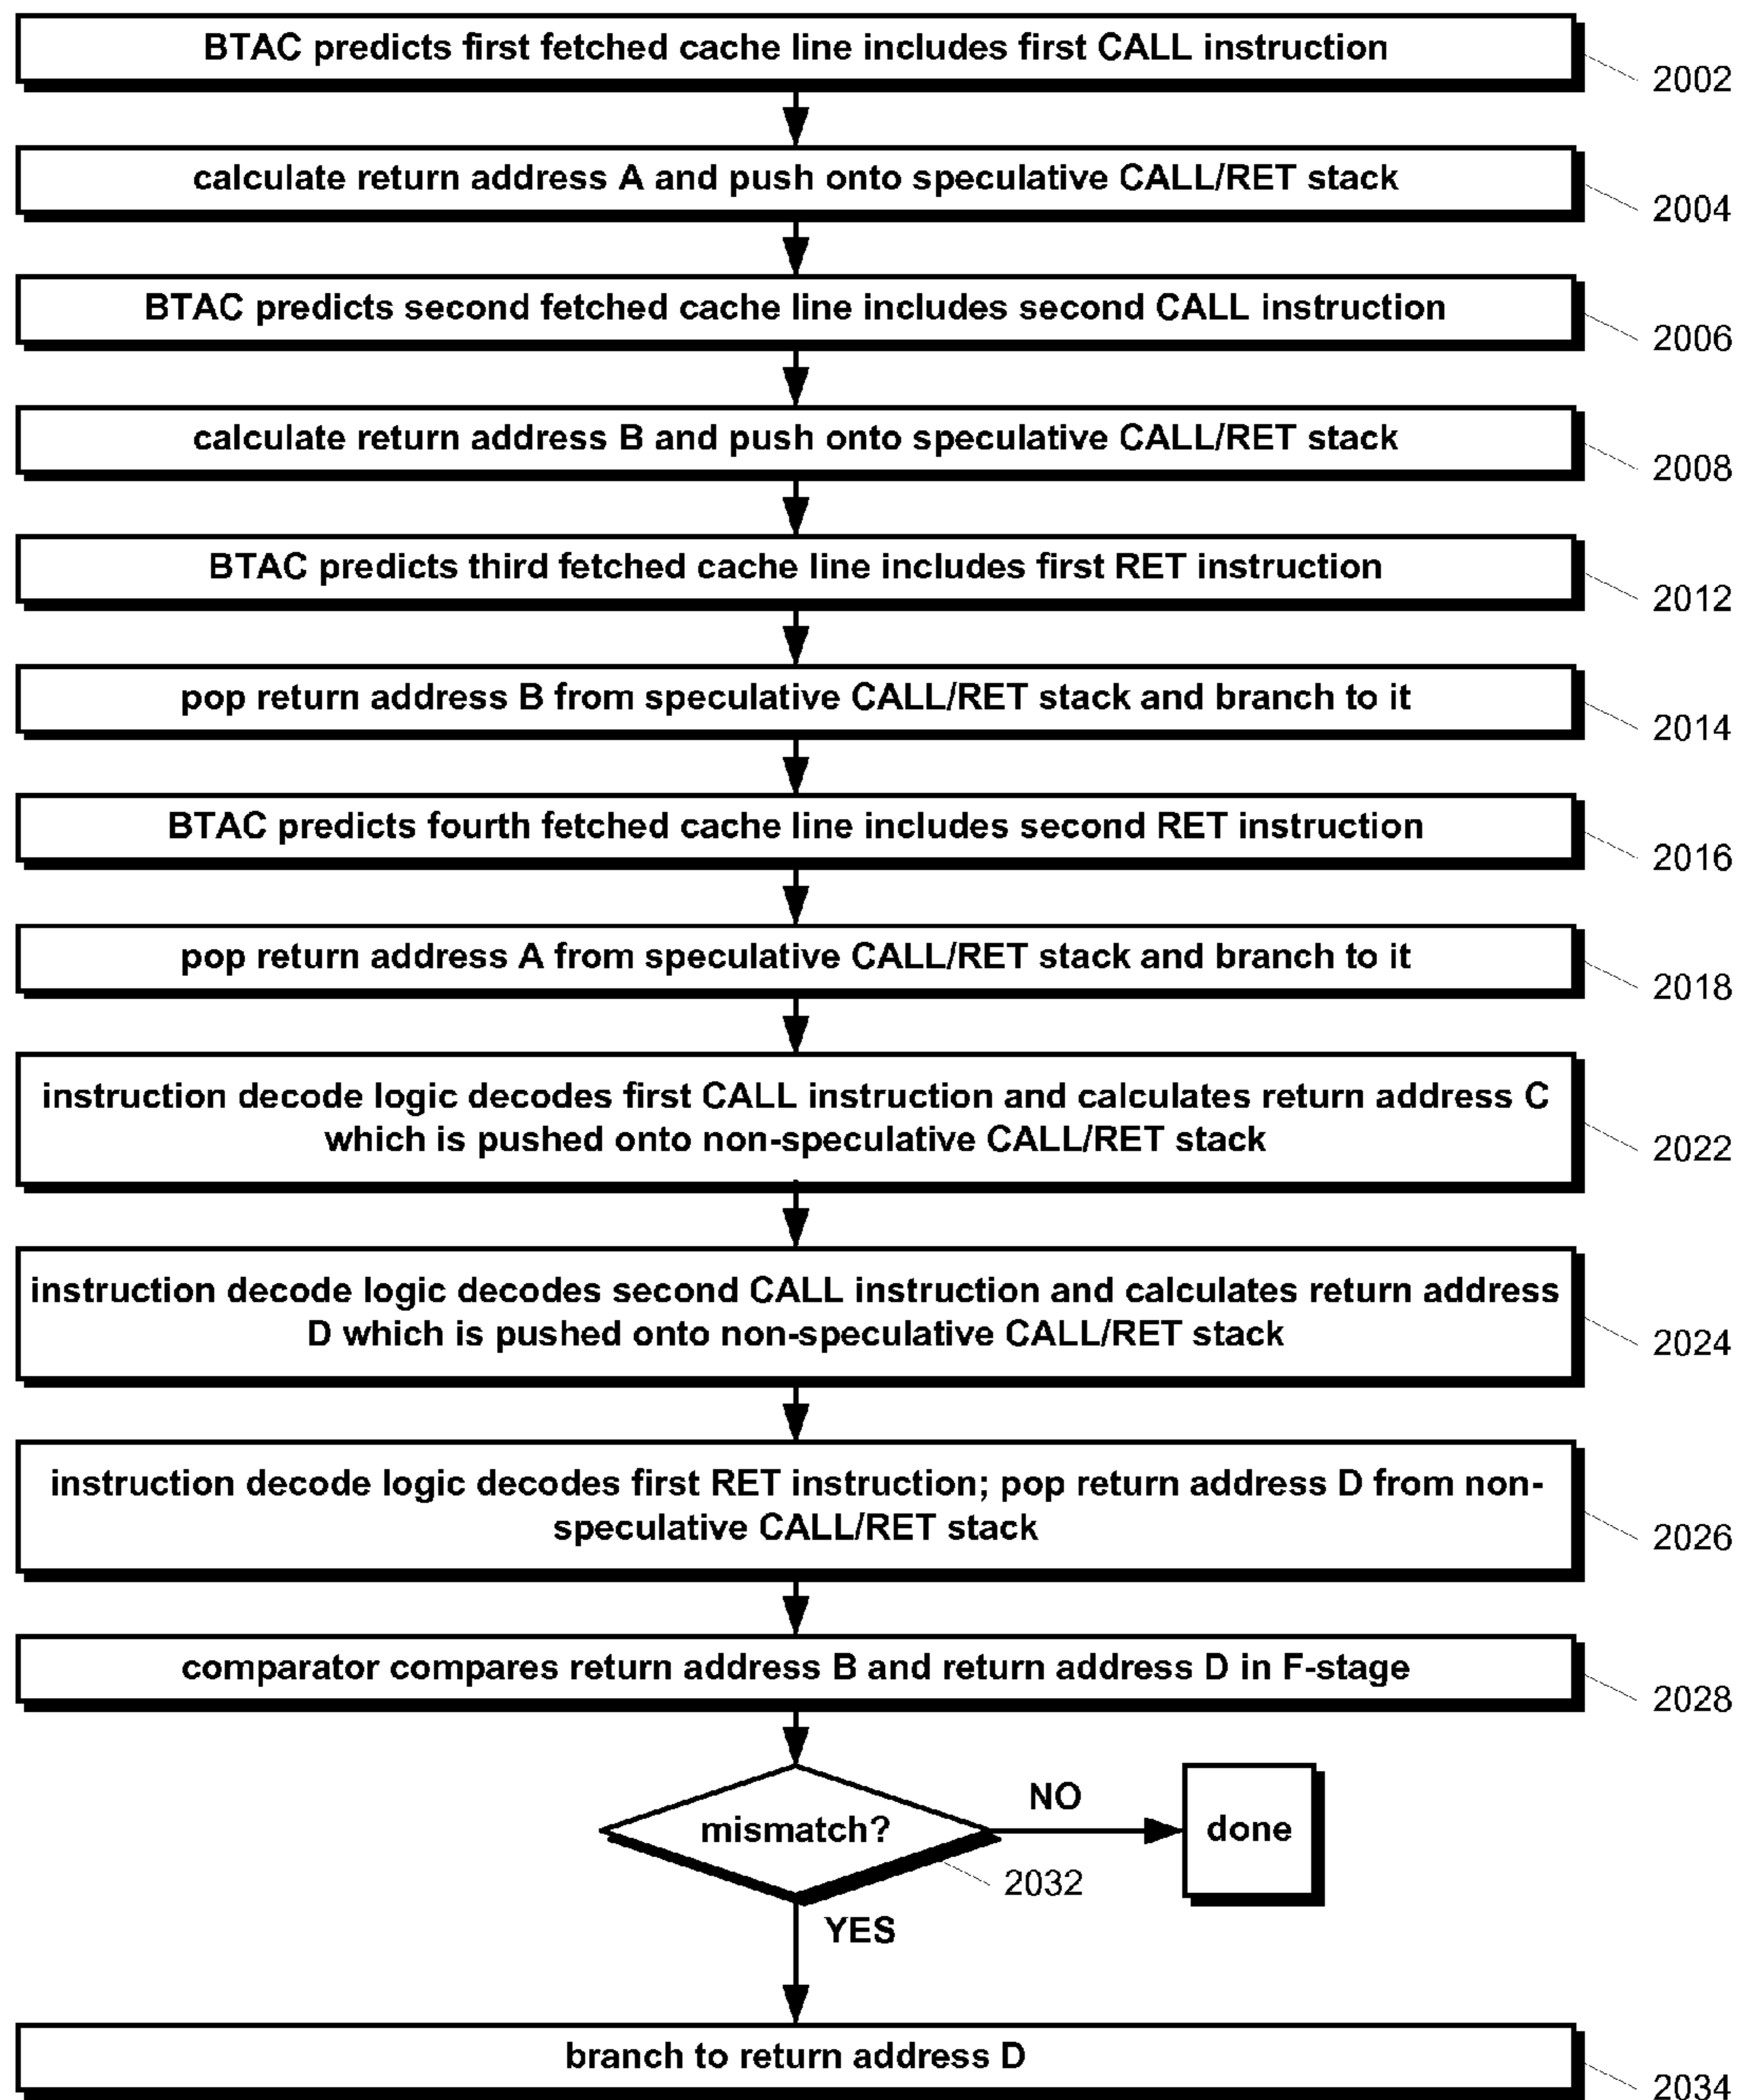 BTAC predicts first fetched cache line includes first CALL instruction
2002
calculate return address A and push onto speculative CALL/RET stack
2004
BTAC predicts second fetched cache line includes second CALL instruction
2006
calculate return address B and push onto speculative CALL/RET stack
2008
BTAC predicts third fetched cache line includes first RET instruction
2012
pop return address B from speculative CALL/RET stack and branch to it
2014
BTAC predicts fourth fetched cache line includes second RET instruction
2016
pop return address A from speculative CALL/RET stack and branch to it
2018
instruction decode logic decodes first CALL instruction and calculates return address C
which is pushed onto non-speculative CALL/RET stack
2022
instruction decode logic decodes second CALL instruction and calculates return address
D which is pushed onto non-speculative CALL/RET stack
2024
instruction decode logic decodes first RET instruction; pop return address D from non-
speculative CALL/RET stack
2026
comparator compares return address B and return address D in F-stage
2028
mismatch?
NO
done
2032
YES
branch to return address D
2034